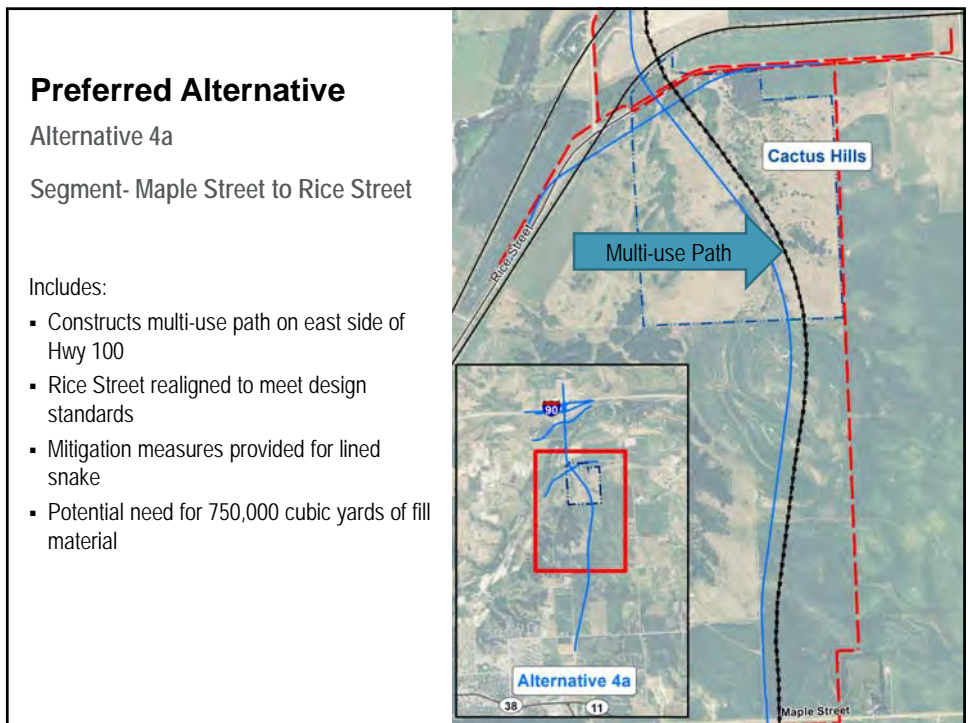 Preferred Alternative
Alternative 4a
Segment- Maple Street to Rice Street
Includes:
▪ Constructs multi-use path on east side of
Hwy 100
▪ Rice Street realigned to meet design
standards
▪ Mitigation measures provided for lined
snake
▪ Potential need for 750,000 cubic yards of fill
material
Cactus Hills
Rice Street
Multi-use Path
90
Alternative 4a
38
11
Maple Street